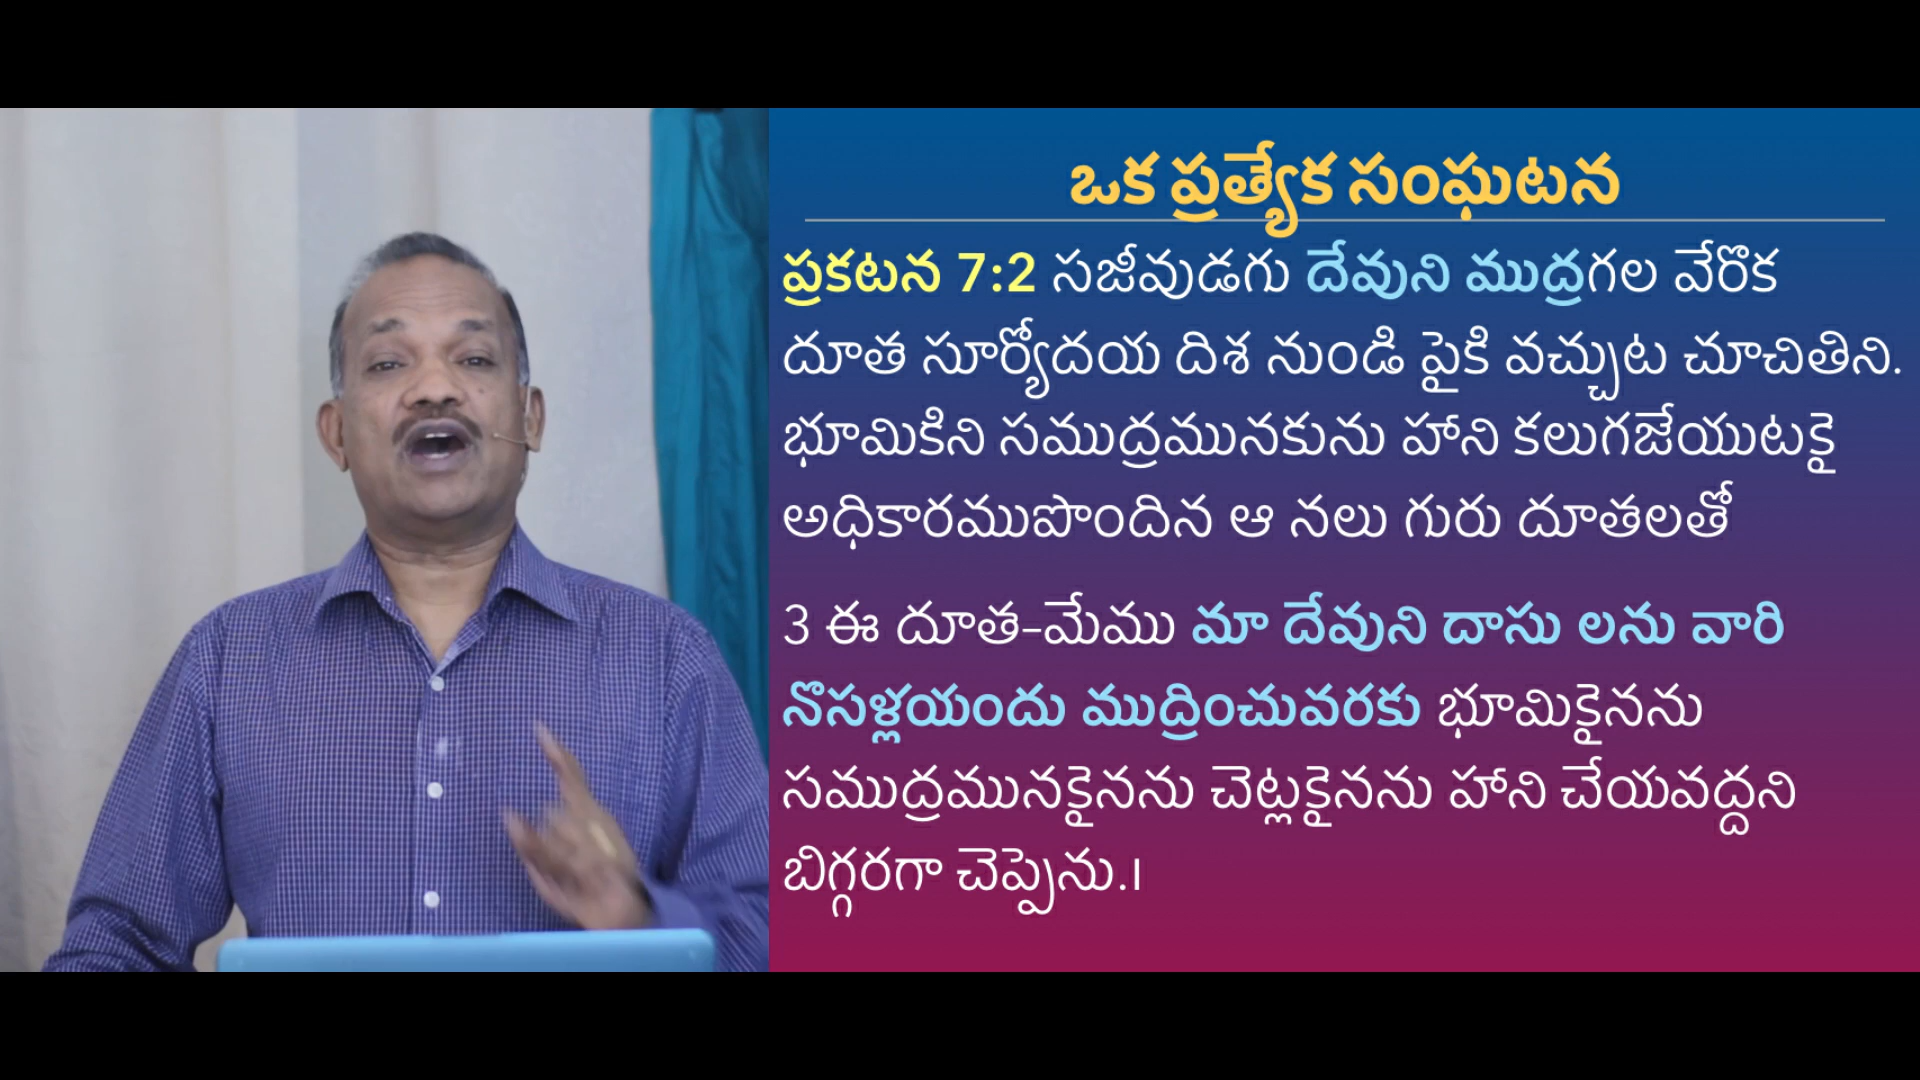 ఒక ప్రత్యేక సంఘటన
ప్రకటన 7:2 సజీవుడగు దేవుని ముద్రగల వేరొక
దూత సూర్యోదయ దిశ నుండి పైకి వచ్చుట చూచితిని.
భూమికిని సముద్రమునకును హాని కలుగజేయుటకై
అధికారముపొందిన ఆ నలు గురు దూతలతో
3 ఈ దూత-మేము మా దేవుని దాసు లను వారి
నొసళ్లయందు ముద్రించువరకు భూమికైనను
సముద్రమునకైనను చెట్లకైనను హాని చేయవద్దని
బిగ్గరగా చెప్పెను.।